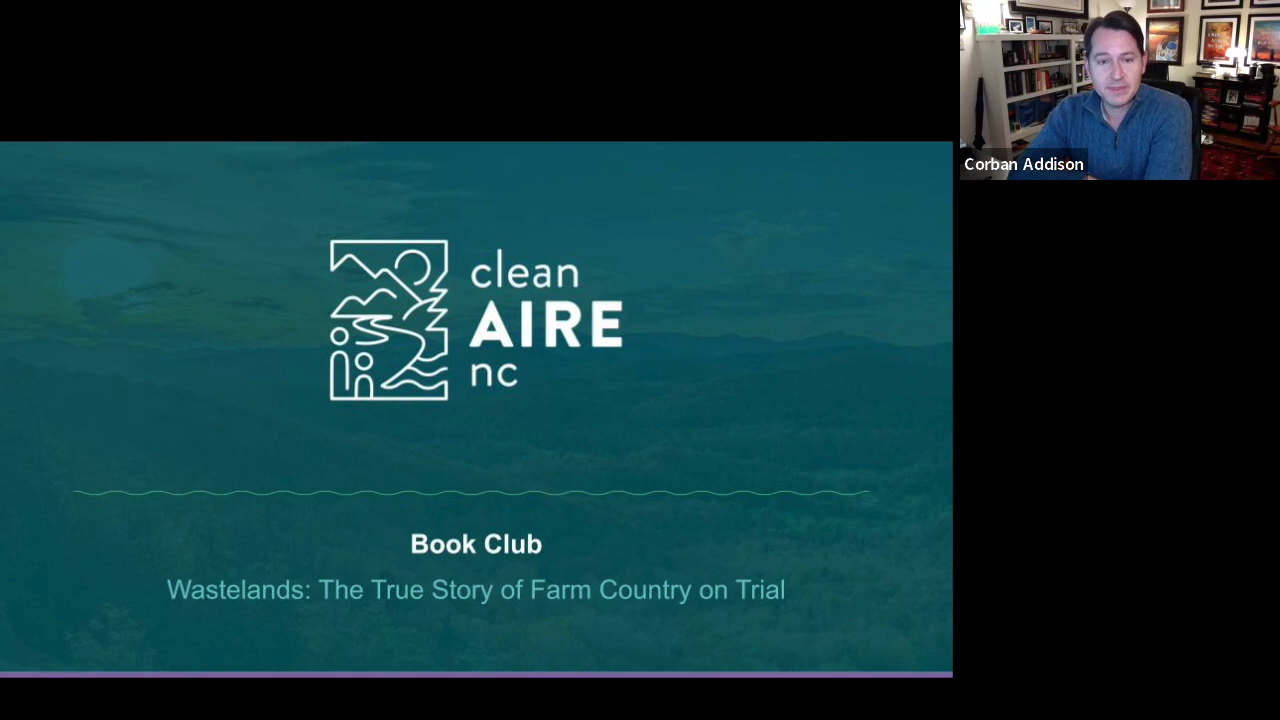 clean
AIRE
nc
Book Club
Wastelands: The True Story of Farm Country on Trial
Corban Addison